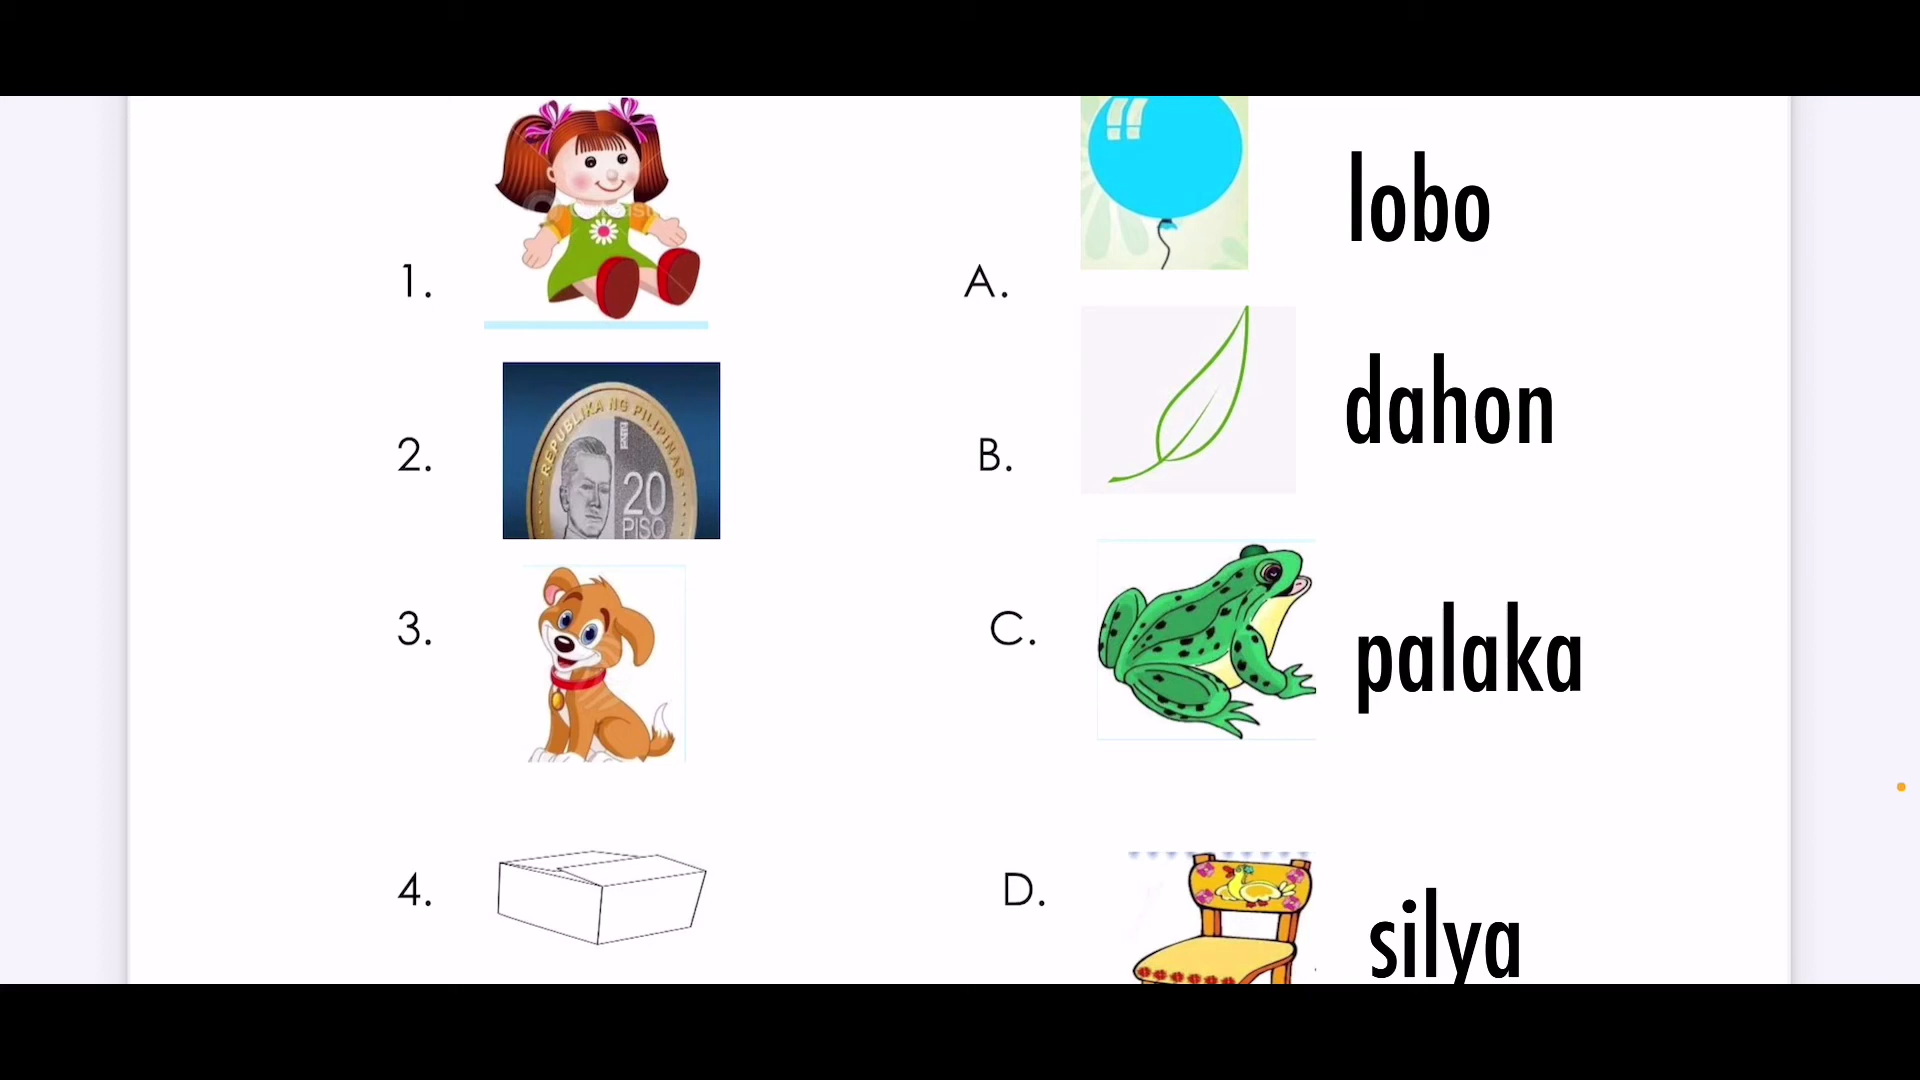 1.
A.
lobo
REPUBLIKA NG PILIPINAS
20
PISO
2.
B.
dahon
3.
C.
palaka
4.
D.
silya